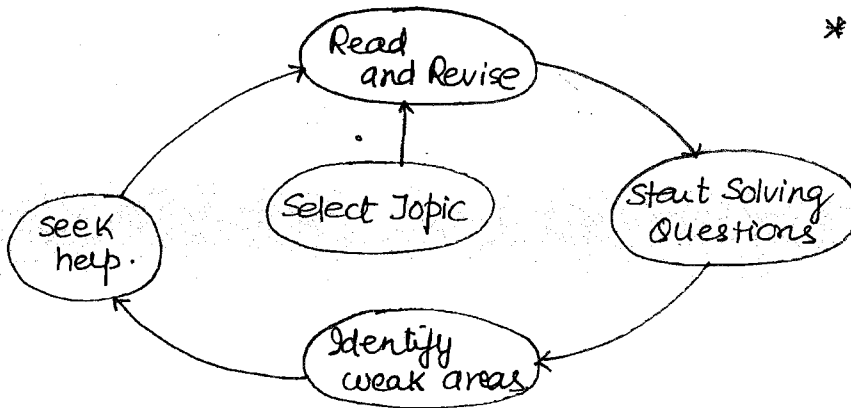 *
Read
and Revise
Select Topic
Start Solving
Questions
Seek
help.
Identify
weak areas